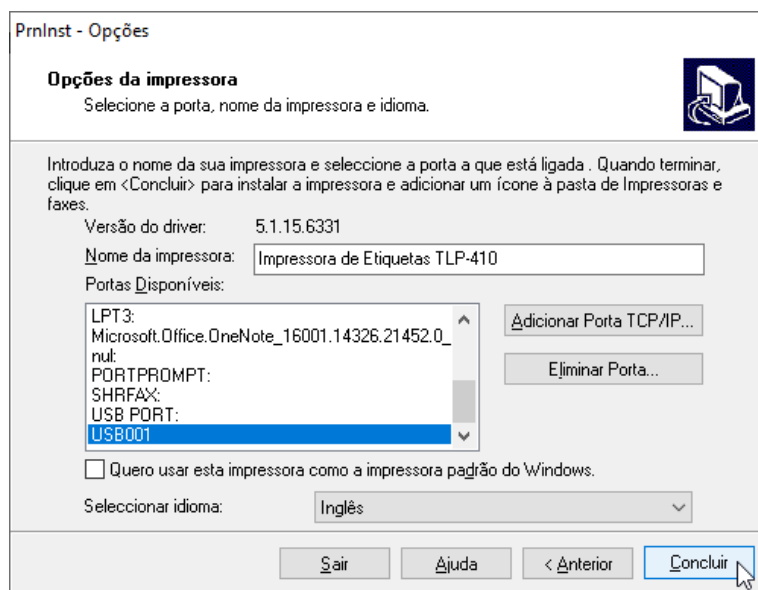 PrnInst - Opções
Opções da impressora
Selecione a porta, nome da impressora e idioma.
Introduza o nome da sua impressora e seleccione a porta a que está ligada . Quando terminar,
clique em <Concluir> para instalar a impressora e adicionar um ícone à pasta de Impressoras e
faxes.
Versão do driver: 5.1.15.6331
Nome da impressora: Impressora de Etiquetas TLP-410
Portas Disponíveis:
LPT3:
Microsoft.Office.OneNote_16001.14326.21452.0_
nul:
PORTPROMPT:
SHRFAX:
USB PORT:
USB001
Adicionar Porta TCP/IP...
Eliminar Porta...
Quero usar esta impressora como a impressora padrão do Windows.
Seleccionar idioma: Inglês
Sair
Ajuda
< Anterior
Concluir